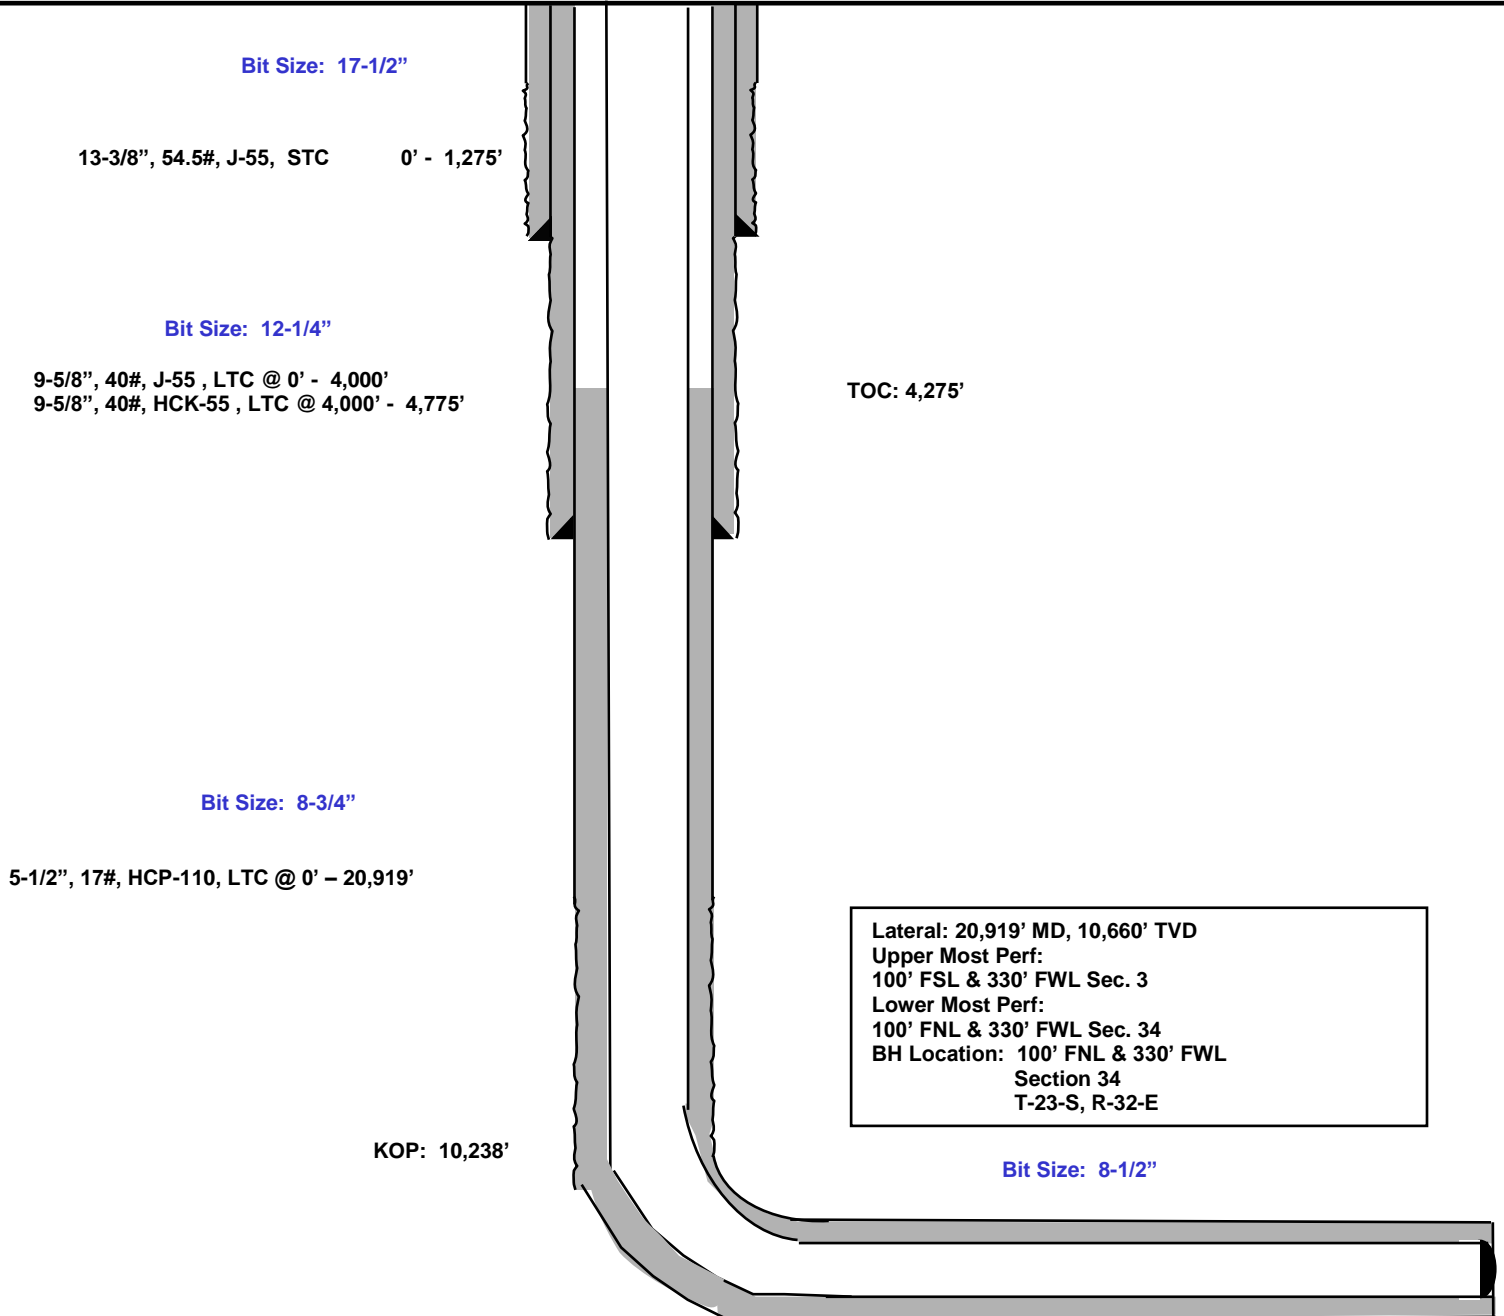 Bit Size: 17-1/2”
13-3/8”, 54.5#, J-55, STC 0’ - 1,275’
Bit Size: 12-1/4”
9-5/8”, 40#, J-55 , LTC @ 0’ - 4,000’
9-5/8”, 40#, HCK-55 , LTC @ 4,000’ - 4,775’
TOC: 4,275’
Bit Size: 8-3/4”
5-1/2”, 17#, HCP-110, LTC @ 0’ – 20,919’
Lateral: 20,919’ MD, 10,660’ TVD
Upper Most Perf:
100’ FSL & 330’ FWL Sec. 3
Lower Most Perf:
100’ FNL & 330’ FWL Sec. 34
BH Location: 100’ FNL & 330’ FWL
Section 34
T-23-S, R-32-E
KOP: 10,238’
Bit Size: 8-1/2”